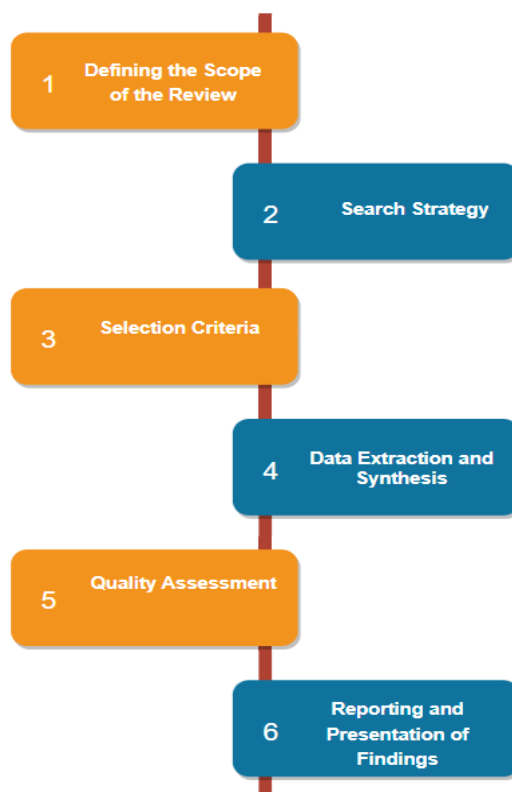 1
Defining the Scope
of the Review
2
Search Strategy
3
Selection Criteria
4
Data Extraction and
Synthesis
5
Quality Assessment
6
Reporting and
Presentation of
Findings